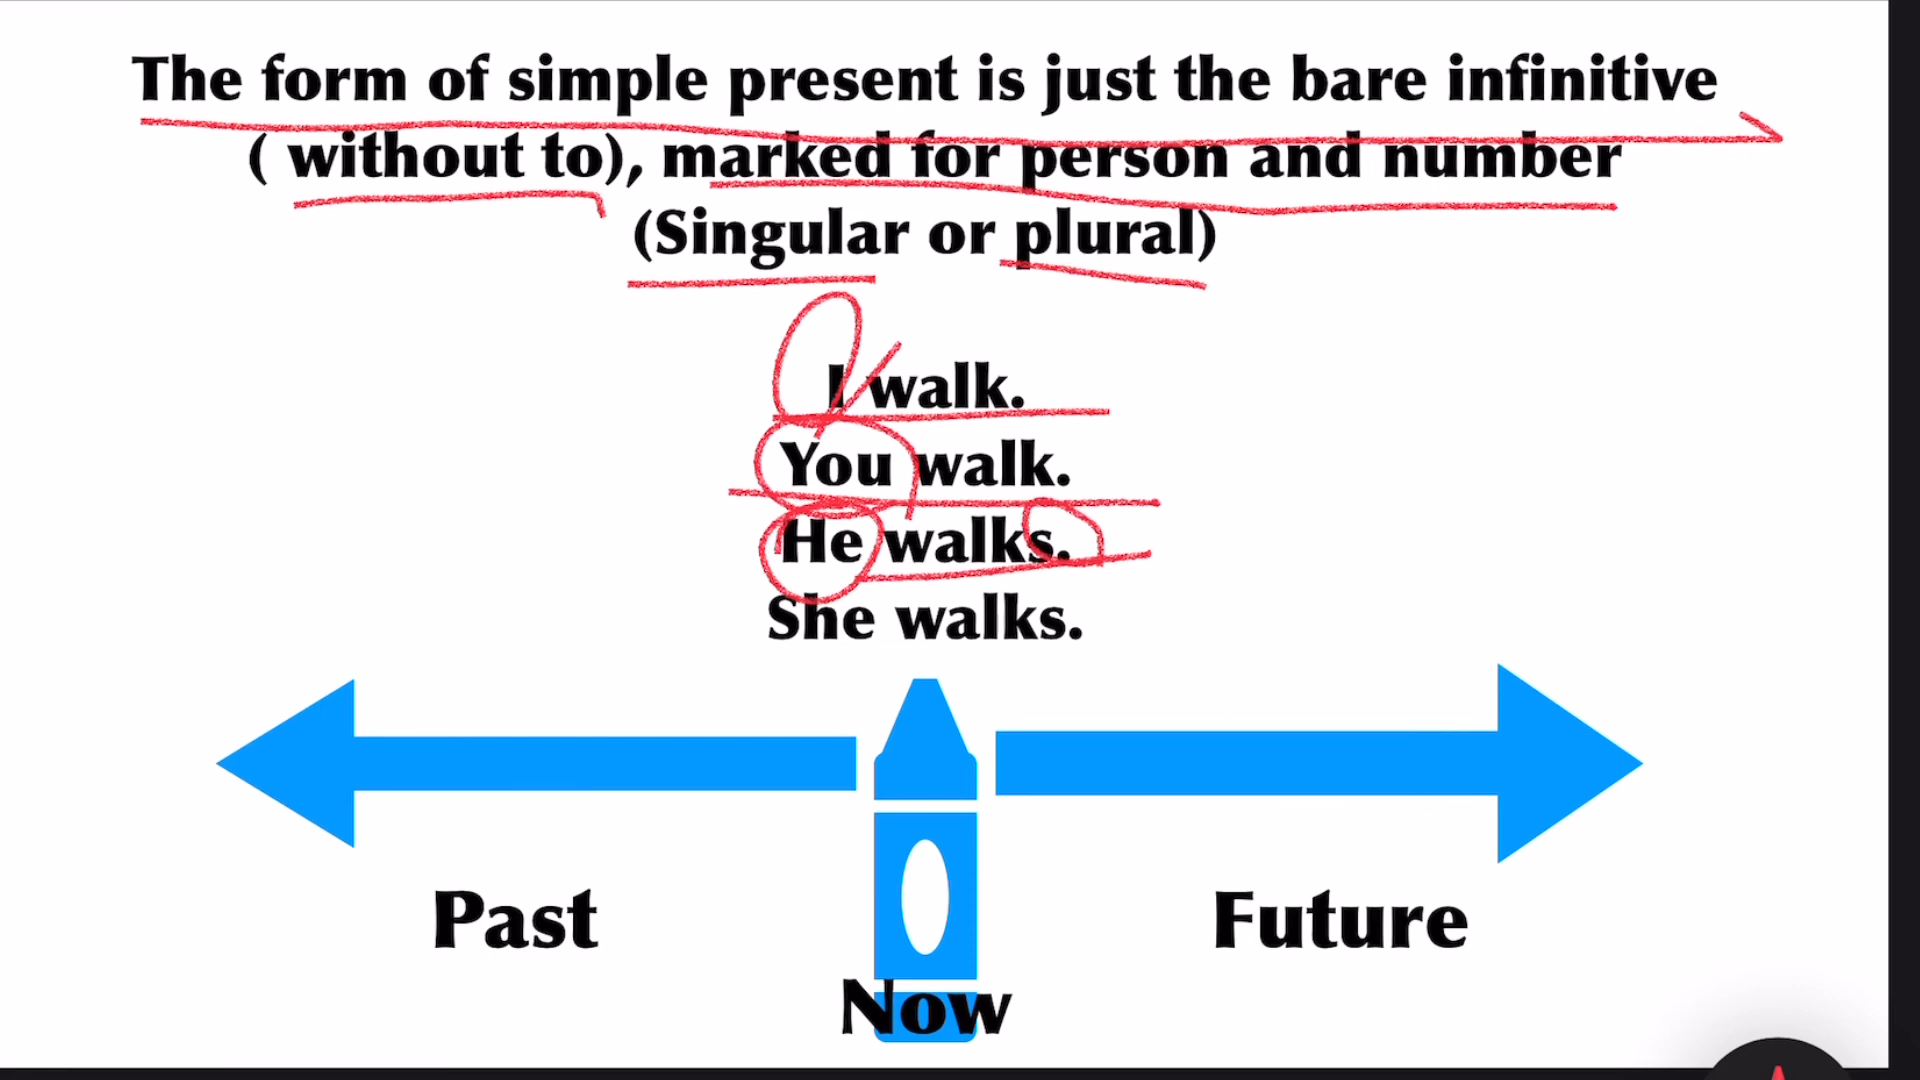 The form of simple present is just the bare infinitive
( without to), marked for person and number
(Singular or plural)
I walk.
You walk.
He walks.
She walks.
Past
Future
Now